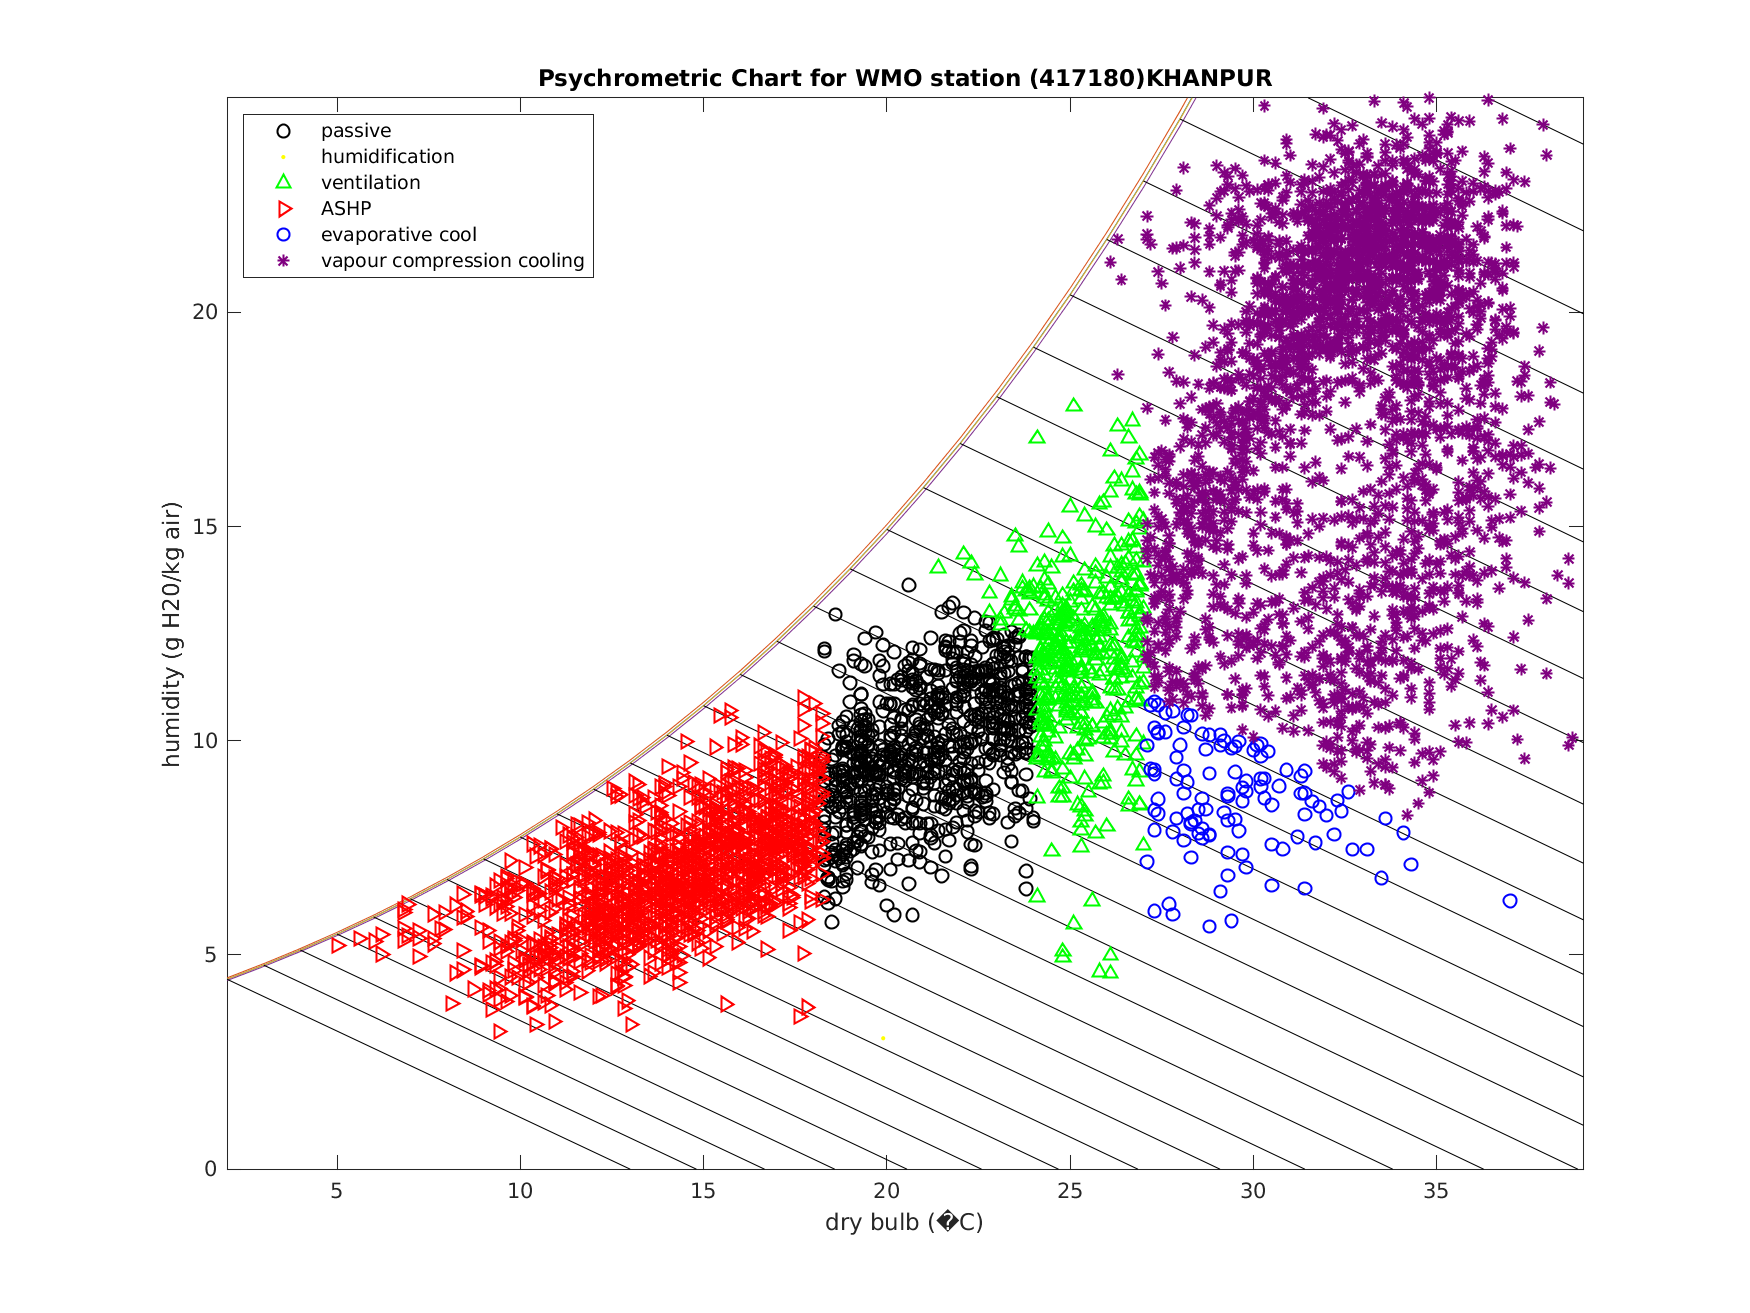 Psychrometric Chart for WMO station (417180)KHANPUR
passive
humidification
ventilation
ASHP
evaporative cool
vapour compression cooling
humidity (g H20/kg air)
20
15
10
5
0
5 10 15 20 25 30 35
dry bulb (�C)